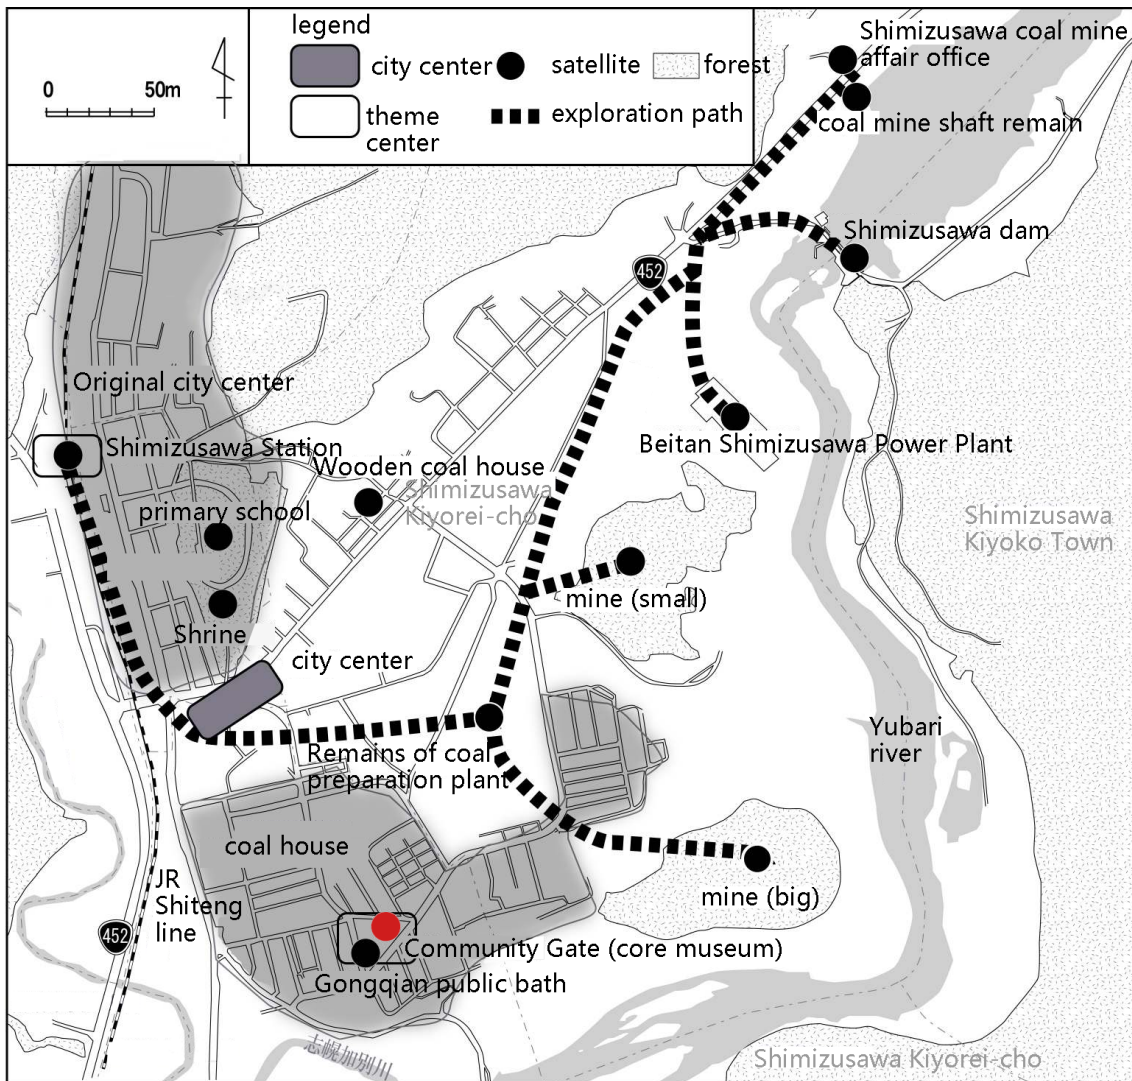 legend
0 50m
city center
satellite
forest
theme
center
exploration path
Shimizusawa coal mine
affair office
coal mine shaft remain
Shimizusawa dam
452
Original city center
Shimizusawa Station
Wooden coal house
Shimizusawa
Kiyorei-cho
Beitan Shimizusawa Power Plant
primary school
Shimizusawa
Kiyoko Town
mine (small)
Shrine
city center
Remains of coal
preparation plant
Yubari
river
coal house
JR
Shiteng
line
452
mine (big)
Community Gate (core museum)
Gongqian public bath
志幌加別川
Shimizusawa Kiyorei-cho